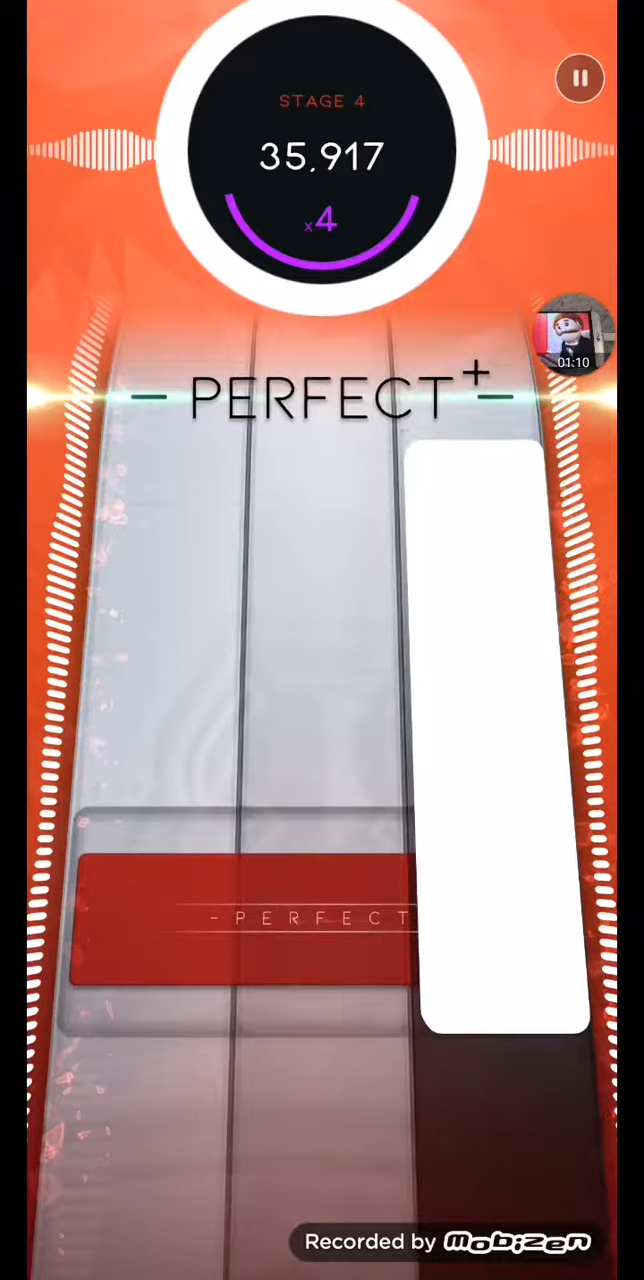 STAGE 4
35,917
x4
01:10
PERFECT+
-PERFECT
Recorded by mobizen